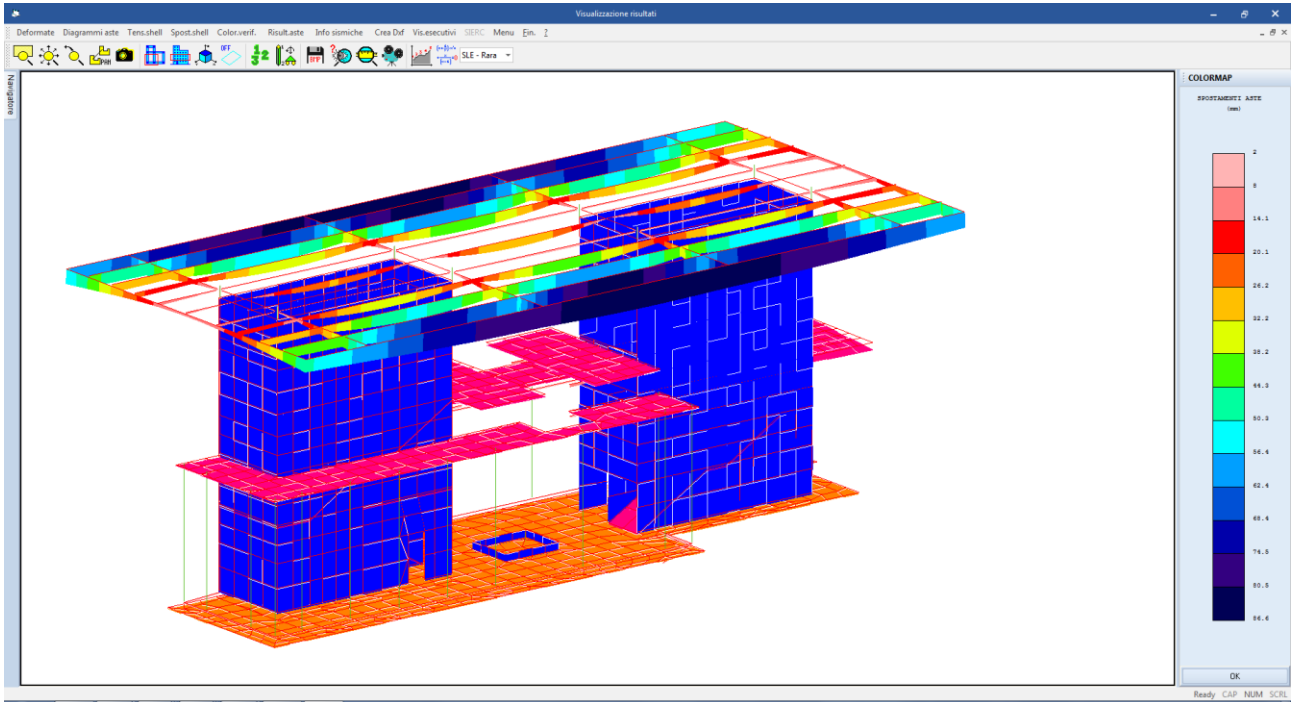 Visualizzazione risultati
Deformate Diagrammi aste Tens.shell Spost.shell Color.verif. Risult.aste Info sismiche Crea Dxf Vis.esecutivi SIERC Menu Fin. ?
PAN OFF SLE - Rara
Navigatore
COLORMAP
SPOSTAMENTI ASTE
(mm)
2
8
14.1
20.1
26.2
32.2
38.2
44.3
50.3
56.4
62.4
68.4
74.5
80.5
86.6
OK
Ready CAP NUM SCRL